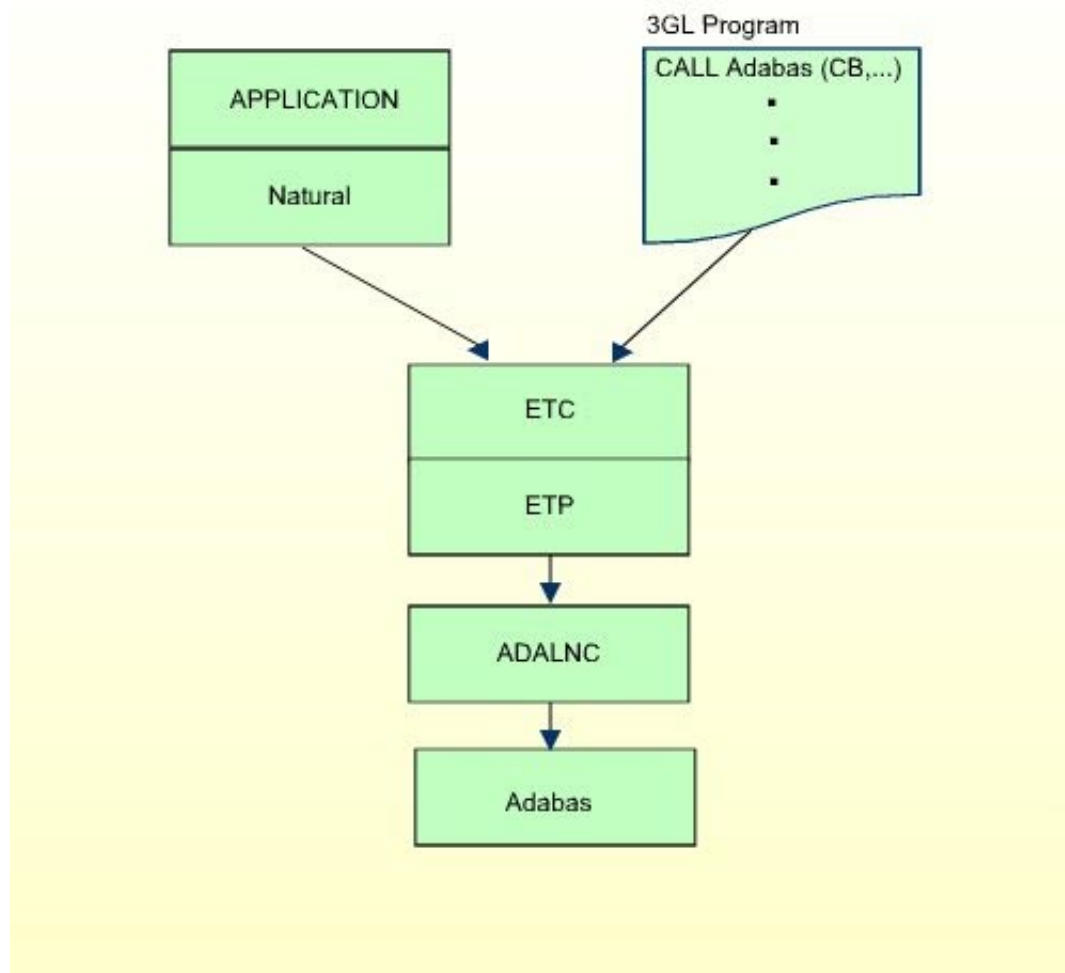 3GL Program
APPLICATION
Natural
CALL Adabas (CB,...)
ETC
ETP
ADALNC
Adabas